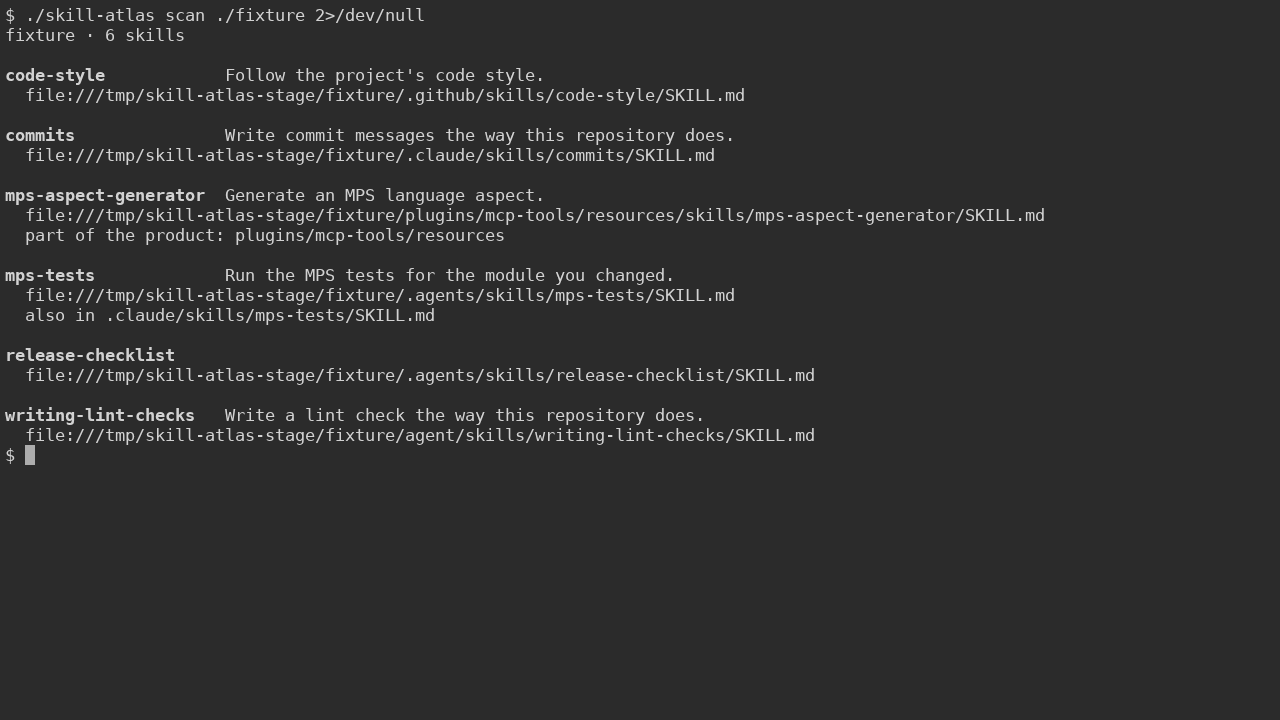 $ ./skill-atlas scan ./fixture 2>/dev/null
fixture · 6 skills
code-style            Follow the project's code style.
  file:///tmp/skill-atlas-stage/fixture/.github/skills/code-style/SKILL.md
commits               Write commit messages the way this repository does.
  file:///tmp/skill-atlas-stage/fixture/.claude/skills/commits/SKILL.md
mps-aspect-generator  Generate an MPS language aspect.
  file:///tmp/skill-atlas-stage/fixture/plugins/mcp-tools/resources/skills/mps-aspect-generator/SKILL.md
  part of the product: plugins/mcp-tools/resources
mps-tests             Run the MPS tests for the module you changed.
  file:///tmp/skill-atlas-stage/fixture/.agents/skills/mps-tests/SKILL.md
  also in .claude/skills/mps-tests/SKILL.md
release-checklist
  file:///tmp/skill-atlas-stage/fixture/.agents/skills/release-checklist/SKILL.md
writing-lint-checks   Write a lint check the way this repository does.
  file:///tmp/skill-atlas-stage/fixture/agent/skills/writing-lint-checks/SKILL.md
$